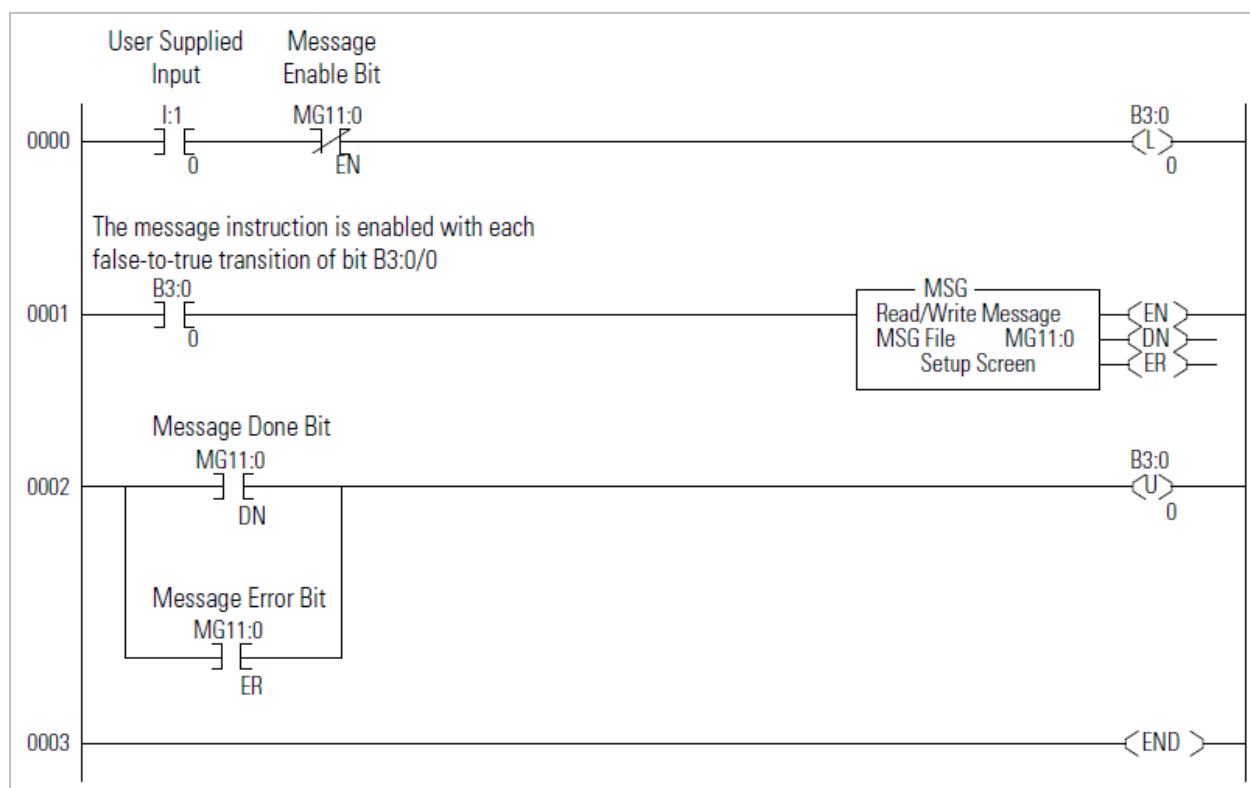 User Supplied Message
Input Enable Bit
I:1 MG11:0 B3:0
0000 L
0 EN 0
The message instruction is enabled with each
false-to-true transition of bit B3:0/0
B3:0 MSG
0001 Read/Write Message EN
0 MSG File MG11:0 DN
Setup Screen ER
Message Done Bit
MG11:0 B3:0
0002 U
DN 0
Message Error Bit
MG11:0
ER
0003 END